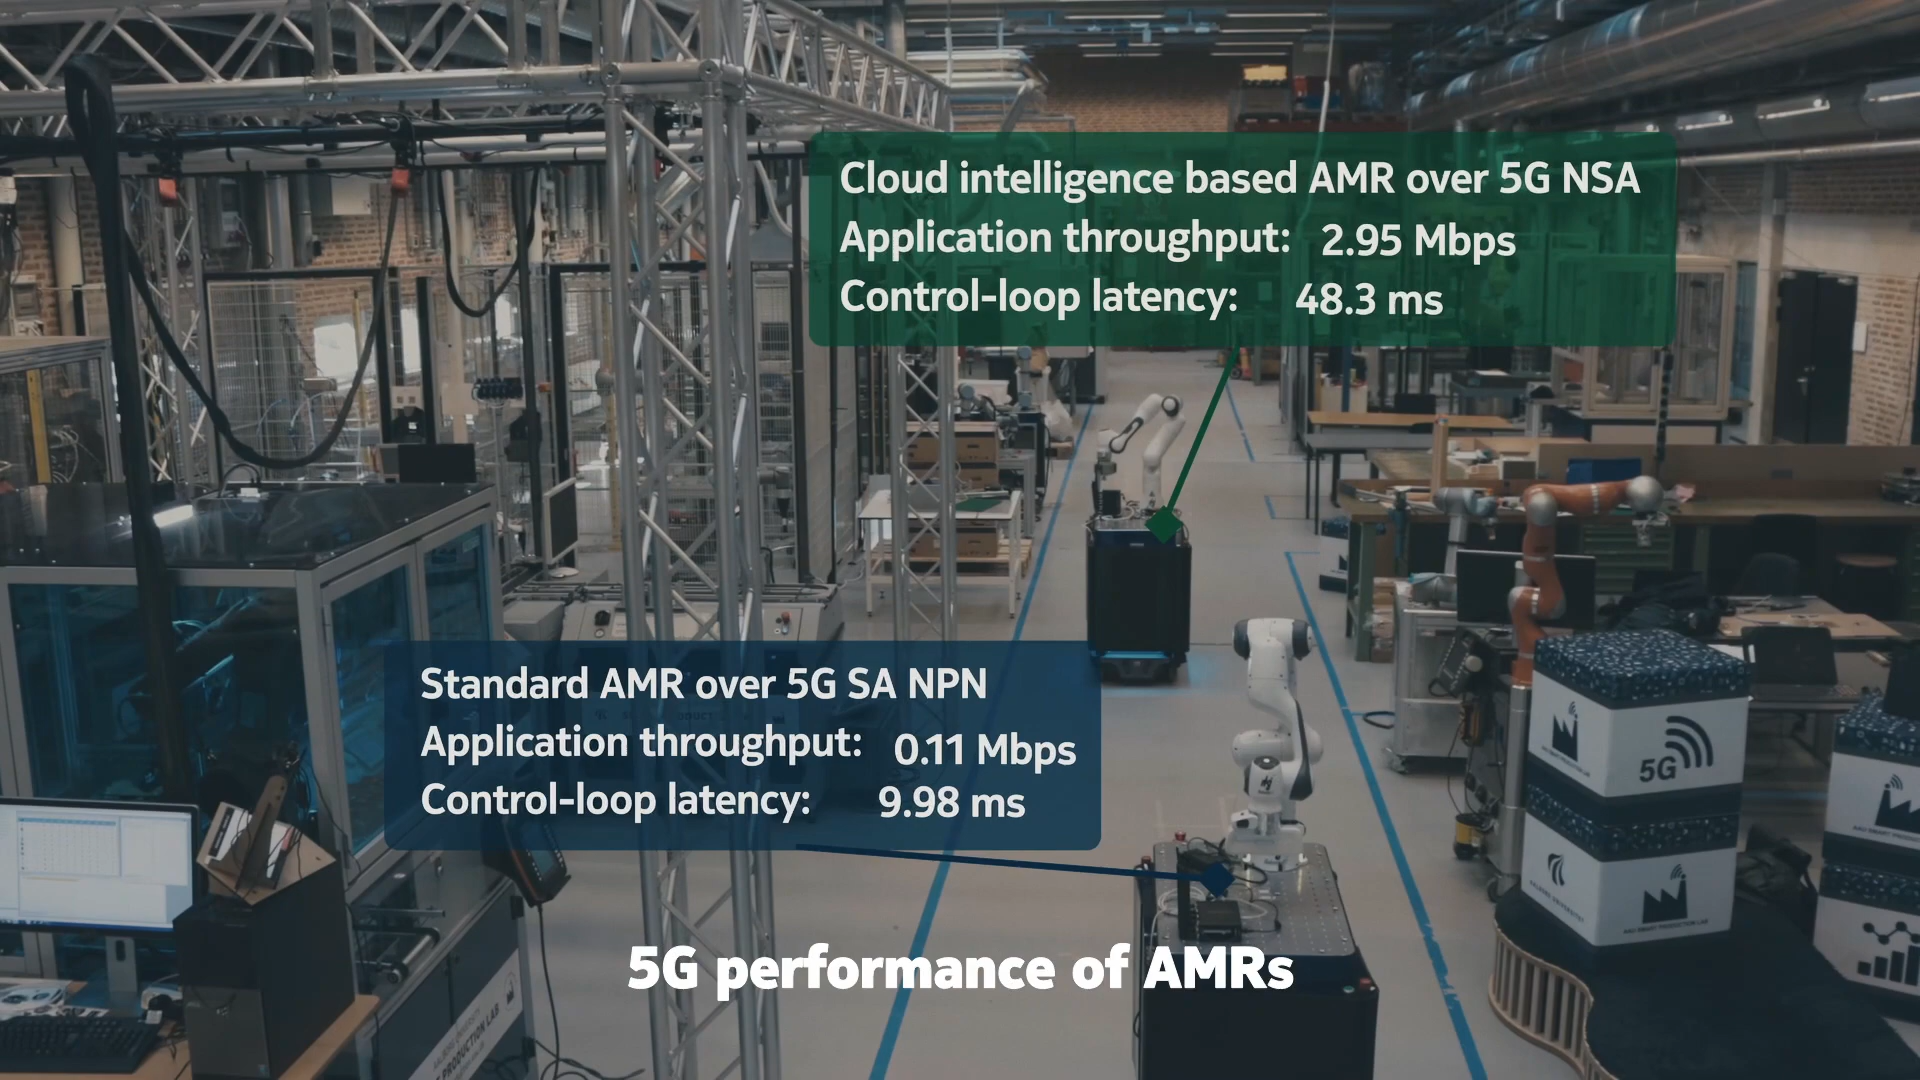 Cloud intelligence based AMR over 5G NSA
Application throughput: 2.95 Mbps
Control-loop latency: 48.3 ms
Standard AMR over 5G SA NPN
Application throughput: 0.11 Mbps
Control-loop latency: 9.98 ms
5G
5G performance of AMRs
PRODUCTION LAB